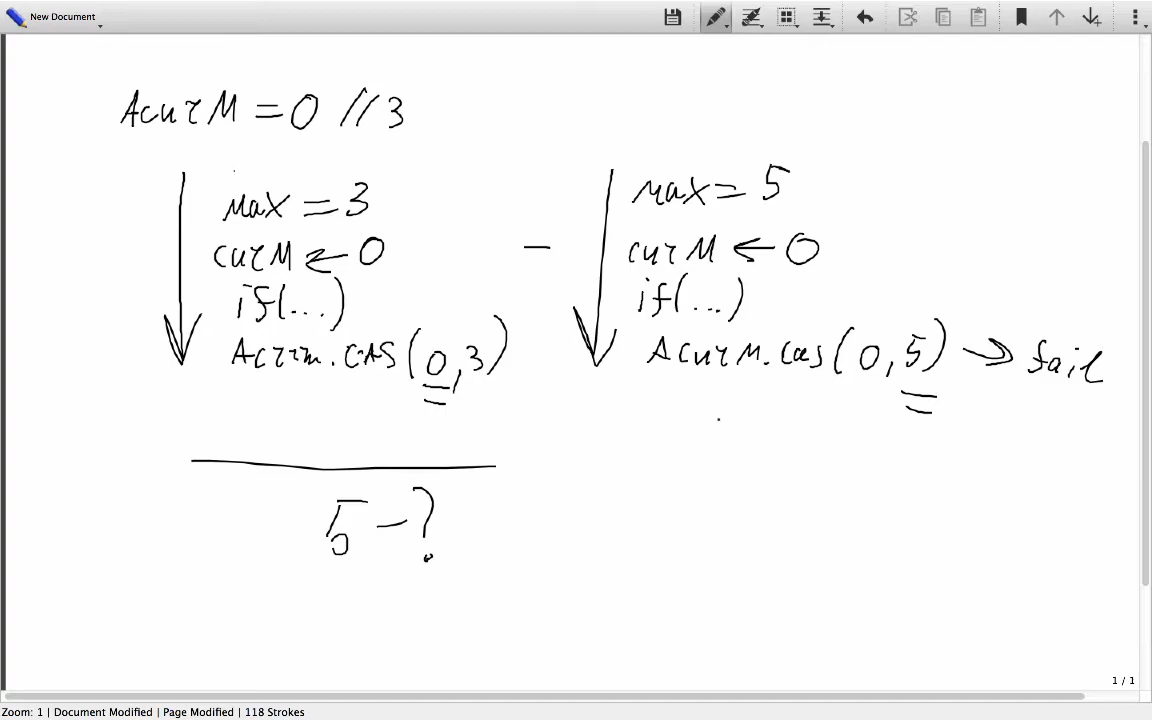 New Document
AcurM = 0 // 3
max = 3
curM ← 0
if(...)
Acurm.CAS(0,3)
-
max = 5
curM ← 0
if(...)
AcurM.cas(0,5) → fail
5 - ?
1 / 1
Zoom: 1 | Document Modified | Page Modified | 118 Strokes